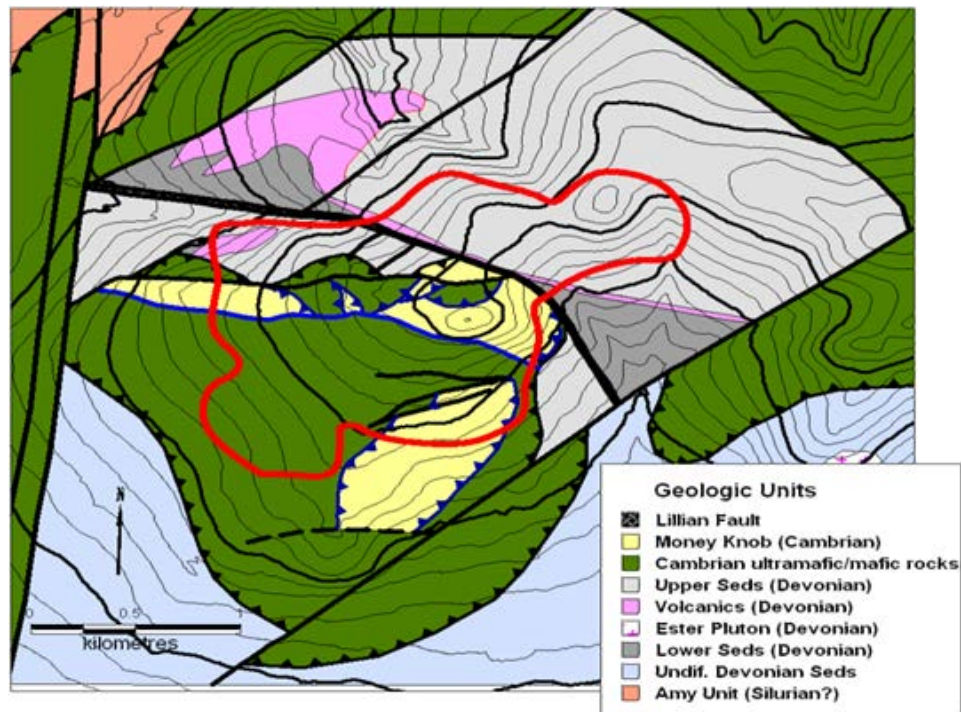 N
0
0.5
1
kilometres
Geologic Units
Lillian Fault
Money Knob (Cambrian)
Cambrian ultramafic/mafic rocks
Upper Seds (Devonian)
Volcanics (Devonian)
Ester Pluton (Devonian)
Lower Seds (Devonian)
Undif. Devonian Seds
Amy Unit (Silurian?)